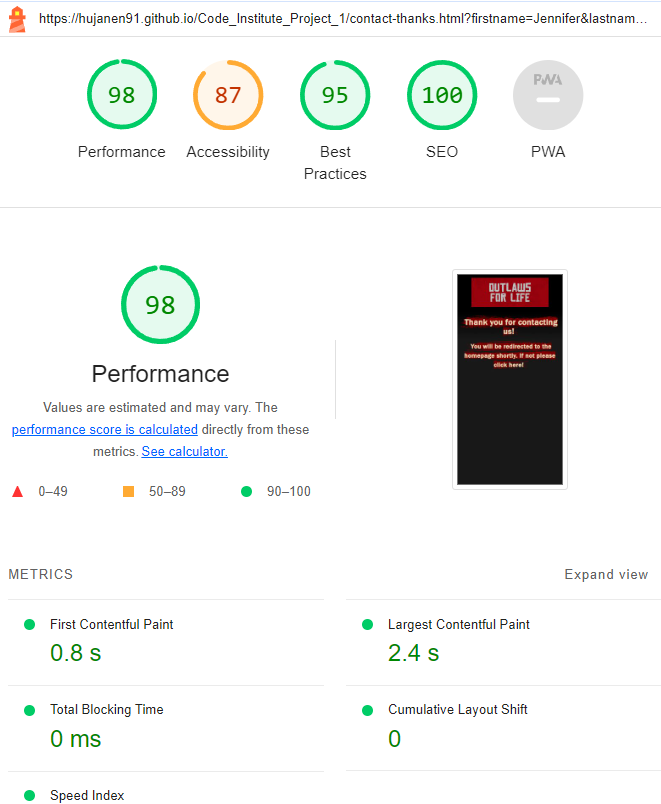 https://hujanen91.github.io/Code_Institute_Project_1/contact-thanks.html?firstname=Jennifer&lastnam…
98
87
95
100
PWA
Performance
Accessibility
Best
Practices
SEO
PWA
98
Performance
Values are estimated and may vary. The
performance score is calculated directly from these
metrics. See calculator.
0–49
50–89
90–100
OUTLAWS
FOR LIFE
Thank you for contacting
us!
You will be redirected to the
homepage shortly. If not please
click here!
METRICS
Expand view
First Contentful Paint
0.8 s
Largest Contentful Paint
2.4 s
Total Blocking Time
0 ms
Cumulative Layout Shift
0
Speed Index